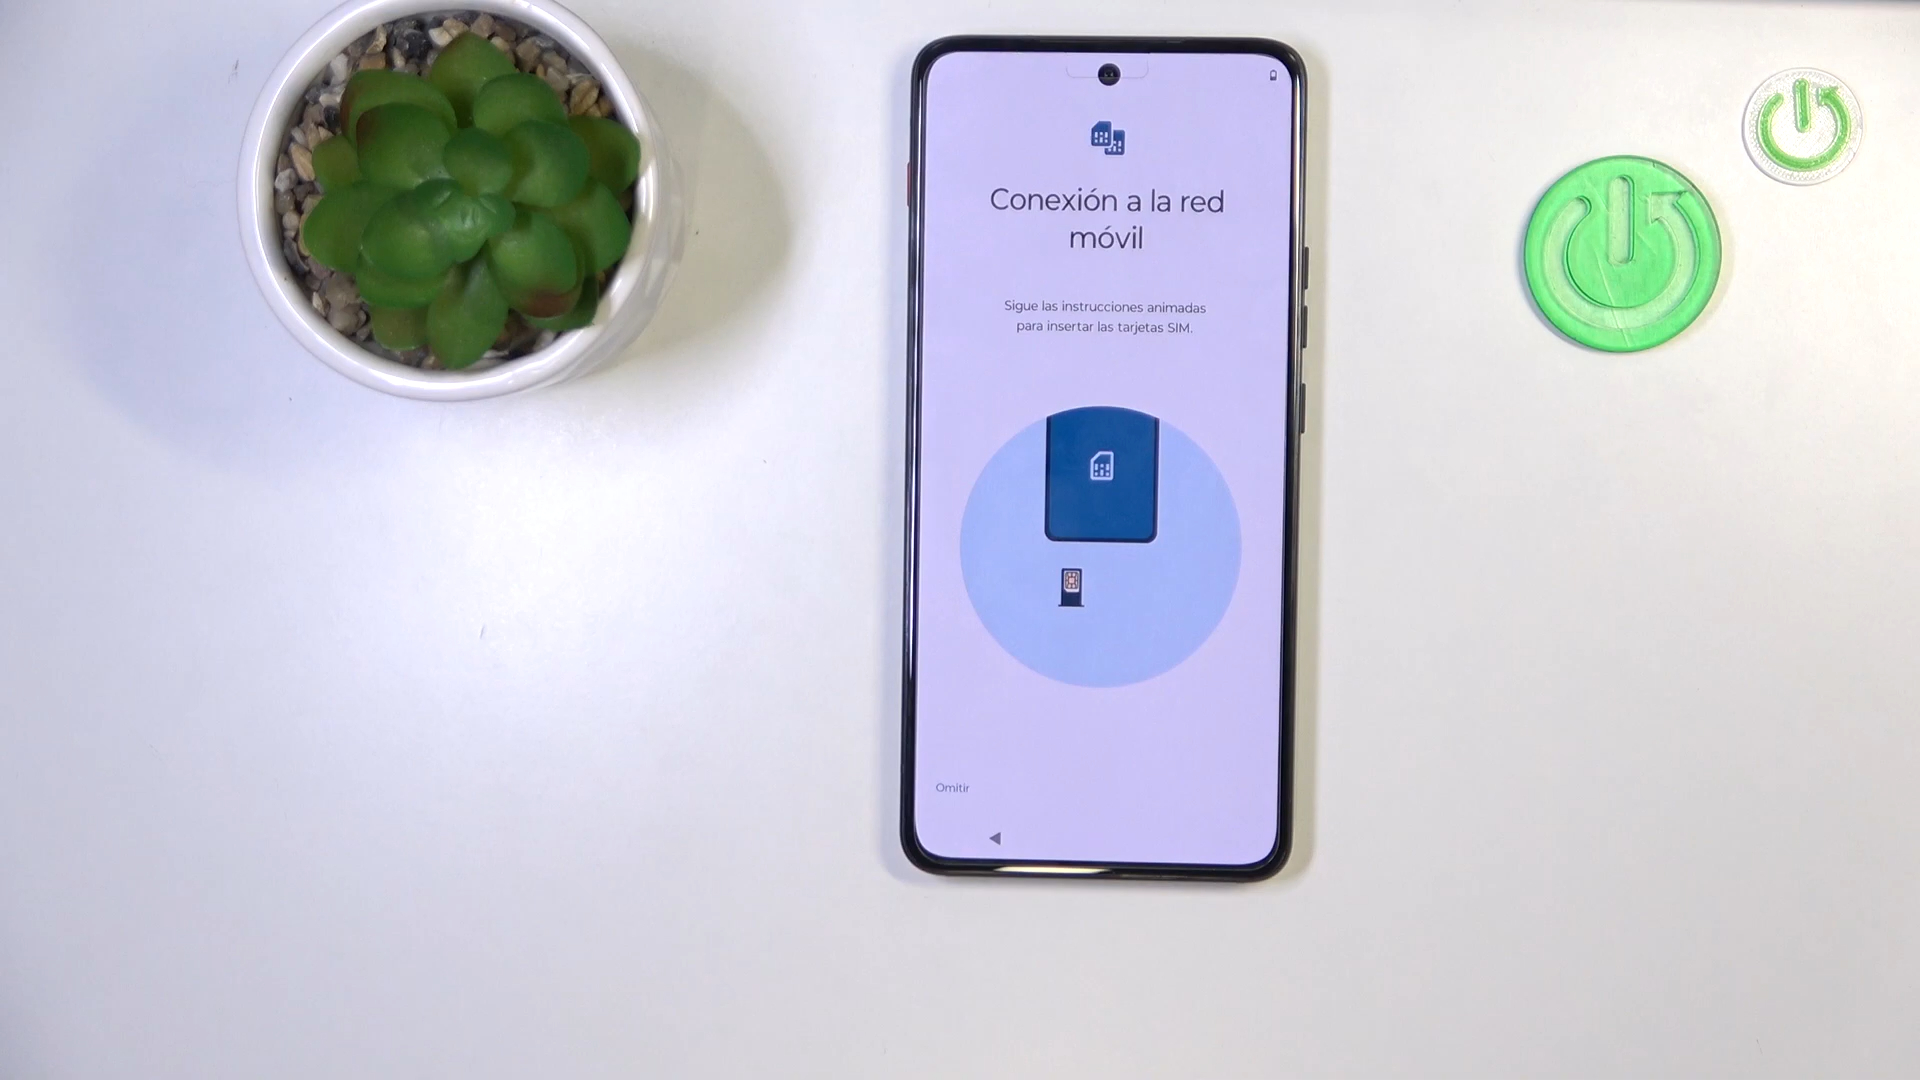 Conexión a la red
móvil
Sigue las instrucciones animadas
para insertar las tarjetas SIM.
Omitir